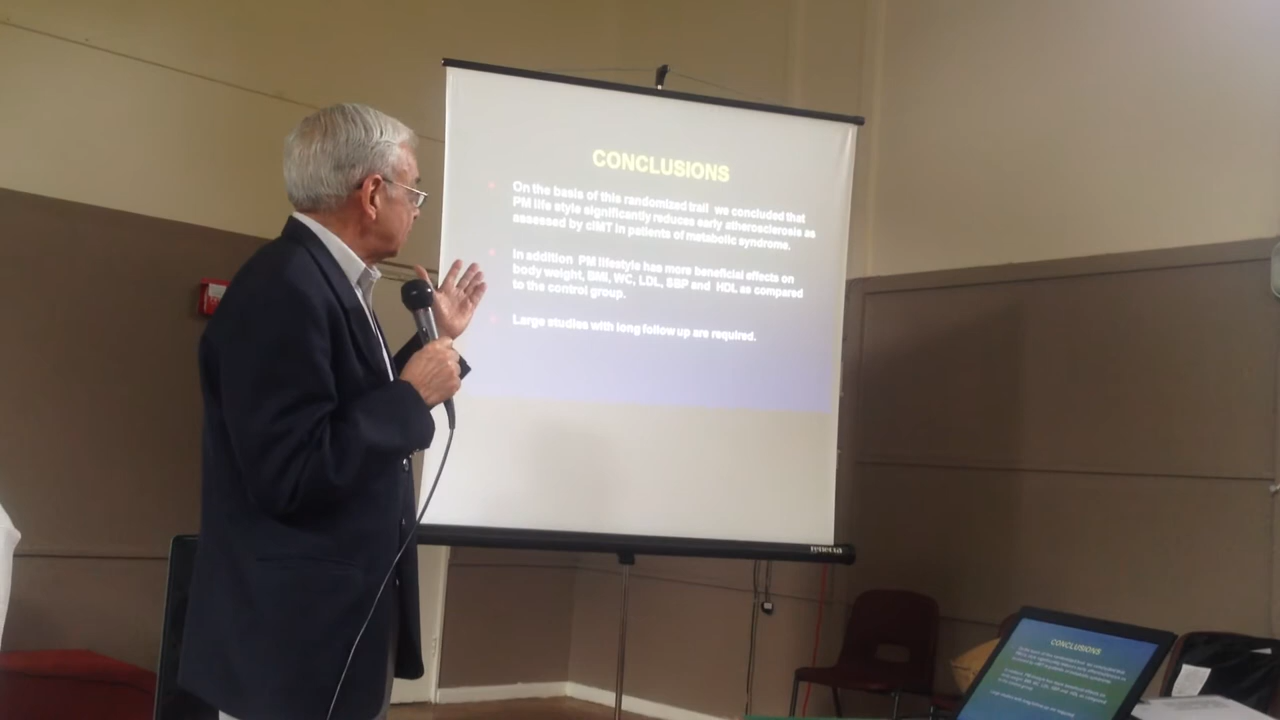 CONCLUSIONS
On the basis of this randomized trail we concluded that
PM life style significantly reduces early atherosclerosis as
assessed by cIMT in patients of metabolic syndrome.
In addition PM lifestyle has more beneficial effects on
body weight, BMI, WC, LDL, SBP and HDL as compared
to the control group.
Large studies with long follow up are required.
reflecta
CONCLUSIONS